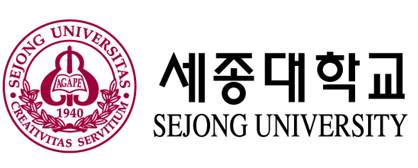 SEJONG UNIVERSITAS
AGAPE
1940
CREATIVITAS SERVITIUM
세종대학교
SEJONG UNIVERSITY